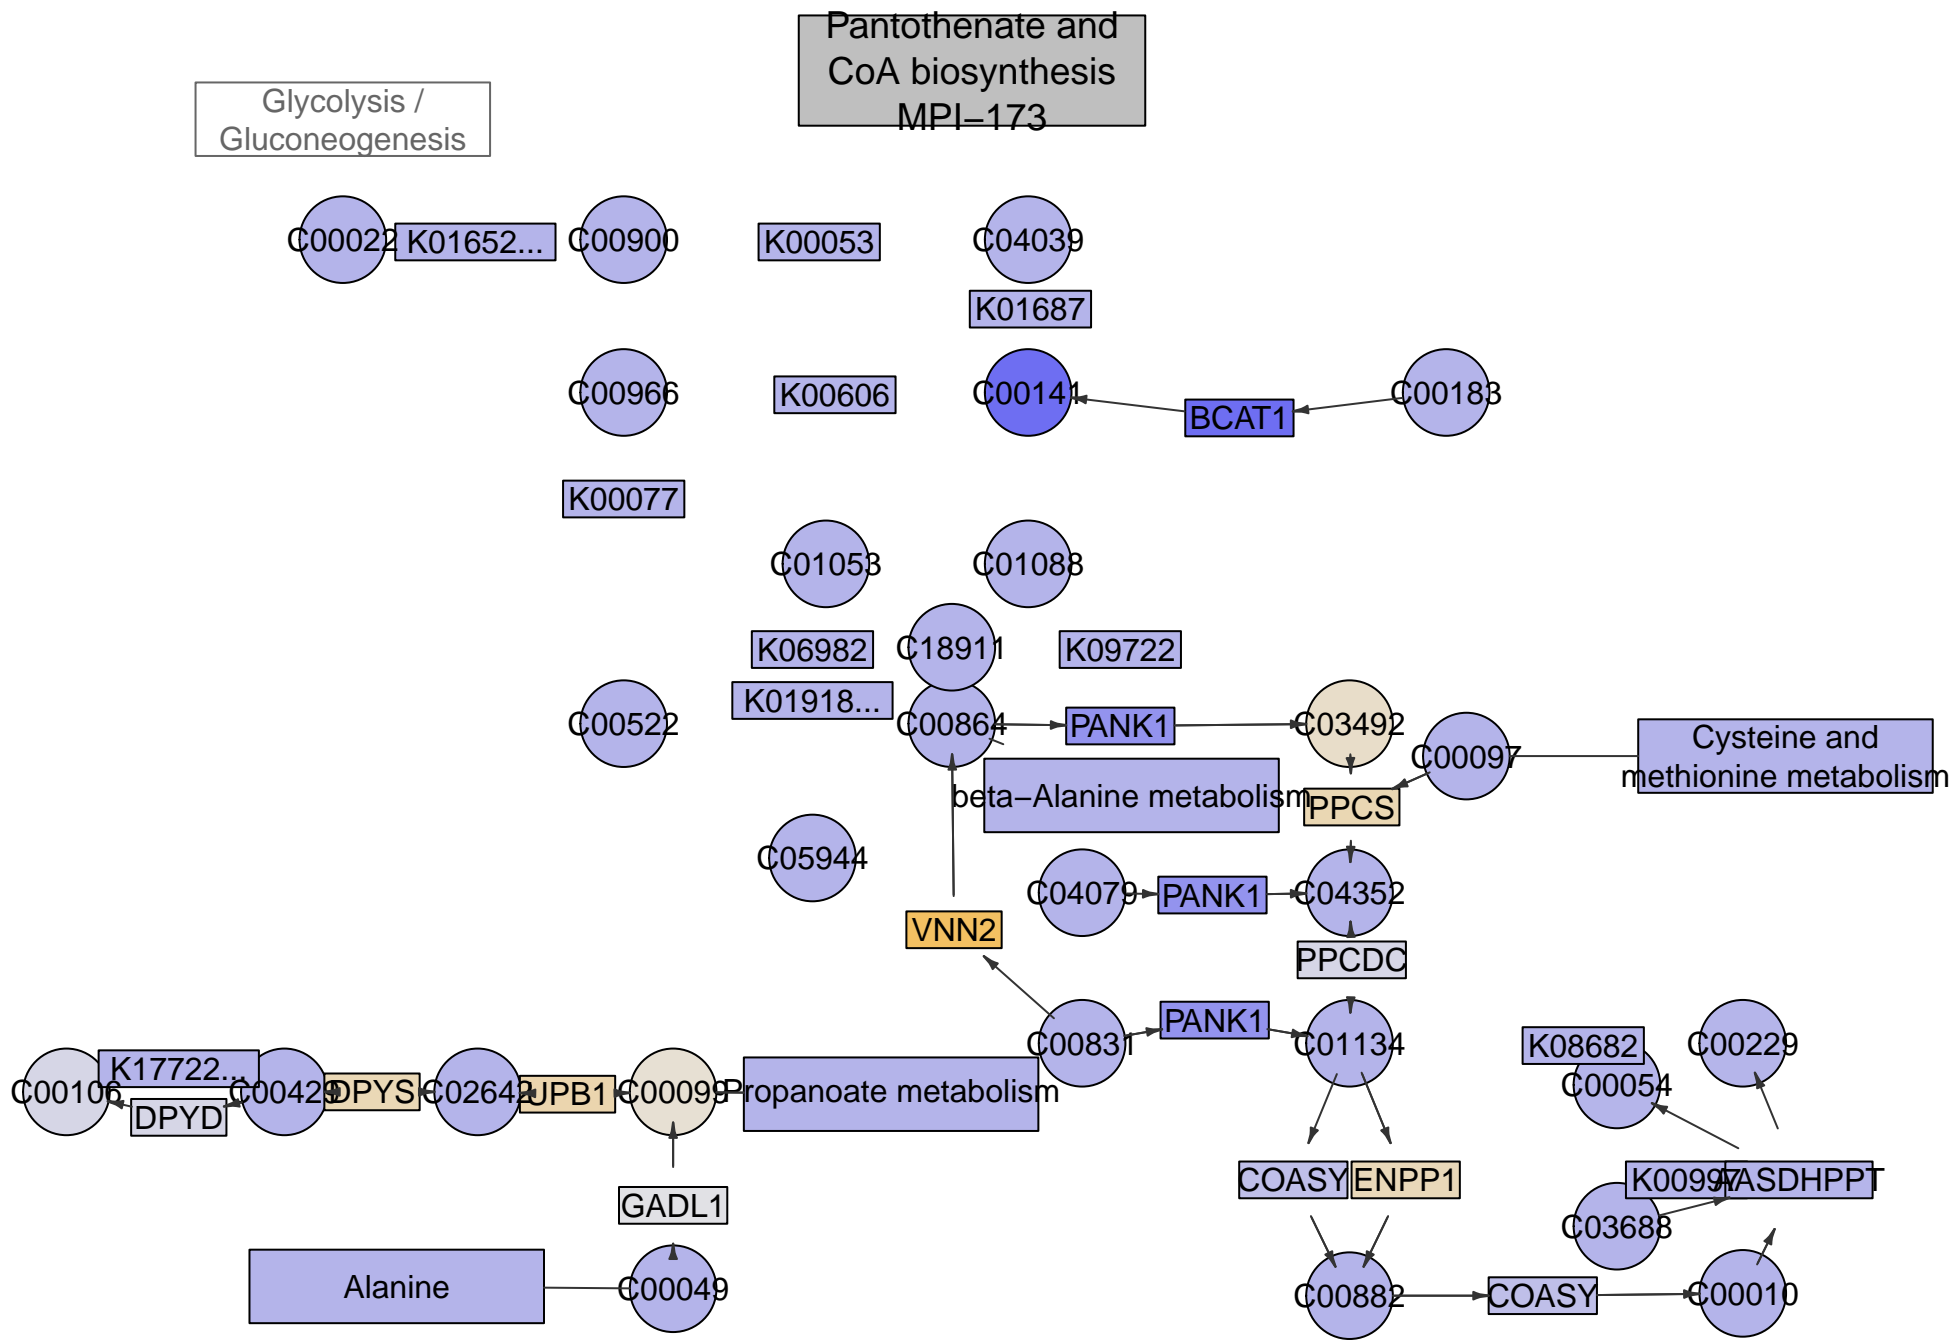 Pantothenate and
CoA biosynthesis
MPI−173
Glycolysis /
Gluconeogenesis
C00022
K01652...
C00900
K00053
C04039
K01687
C00966
K00606
C00141
BCAT1
C00183
K00077
C01053
C01088
K06982
C18911
K09722
K01918...
C00522
C00864
PANK1
C03492
C00097
Cysteine and
methionine metabolism
beta−Alanine metabolism
PPCS
C05944
C04079
PANK1
C04352
VNN2
PPCDC
C00831
PANK1
C01134
K08682
C00229
C00054
C00106
K17722...
DPYD
C00429
DPYS
C02642
UPB1
C00099
Propanoate metabolism
COASY
ENPP1
K00997
AASDHPPT
GADL1
C03688
Alanine
C00049
C00882
COASY
C00010